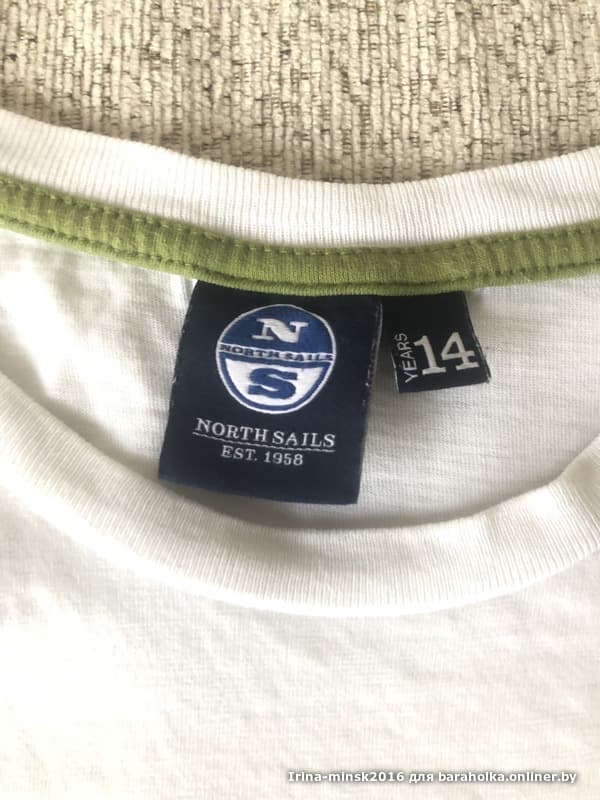 N
NORTH SAILS
S
NORTH SAILS
EST. 1958
YEARS 14
Irina-minsk2016 для baraholka.onliner.by